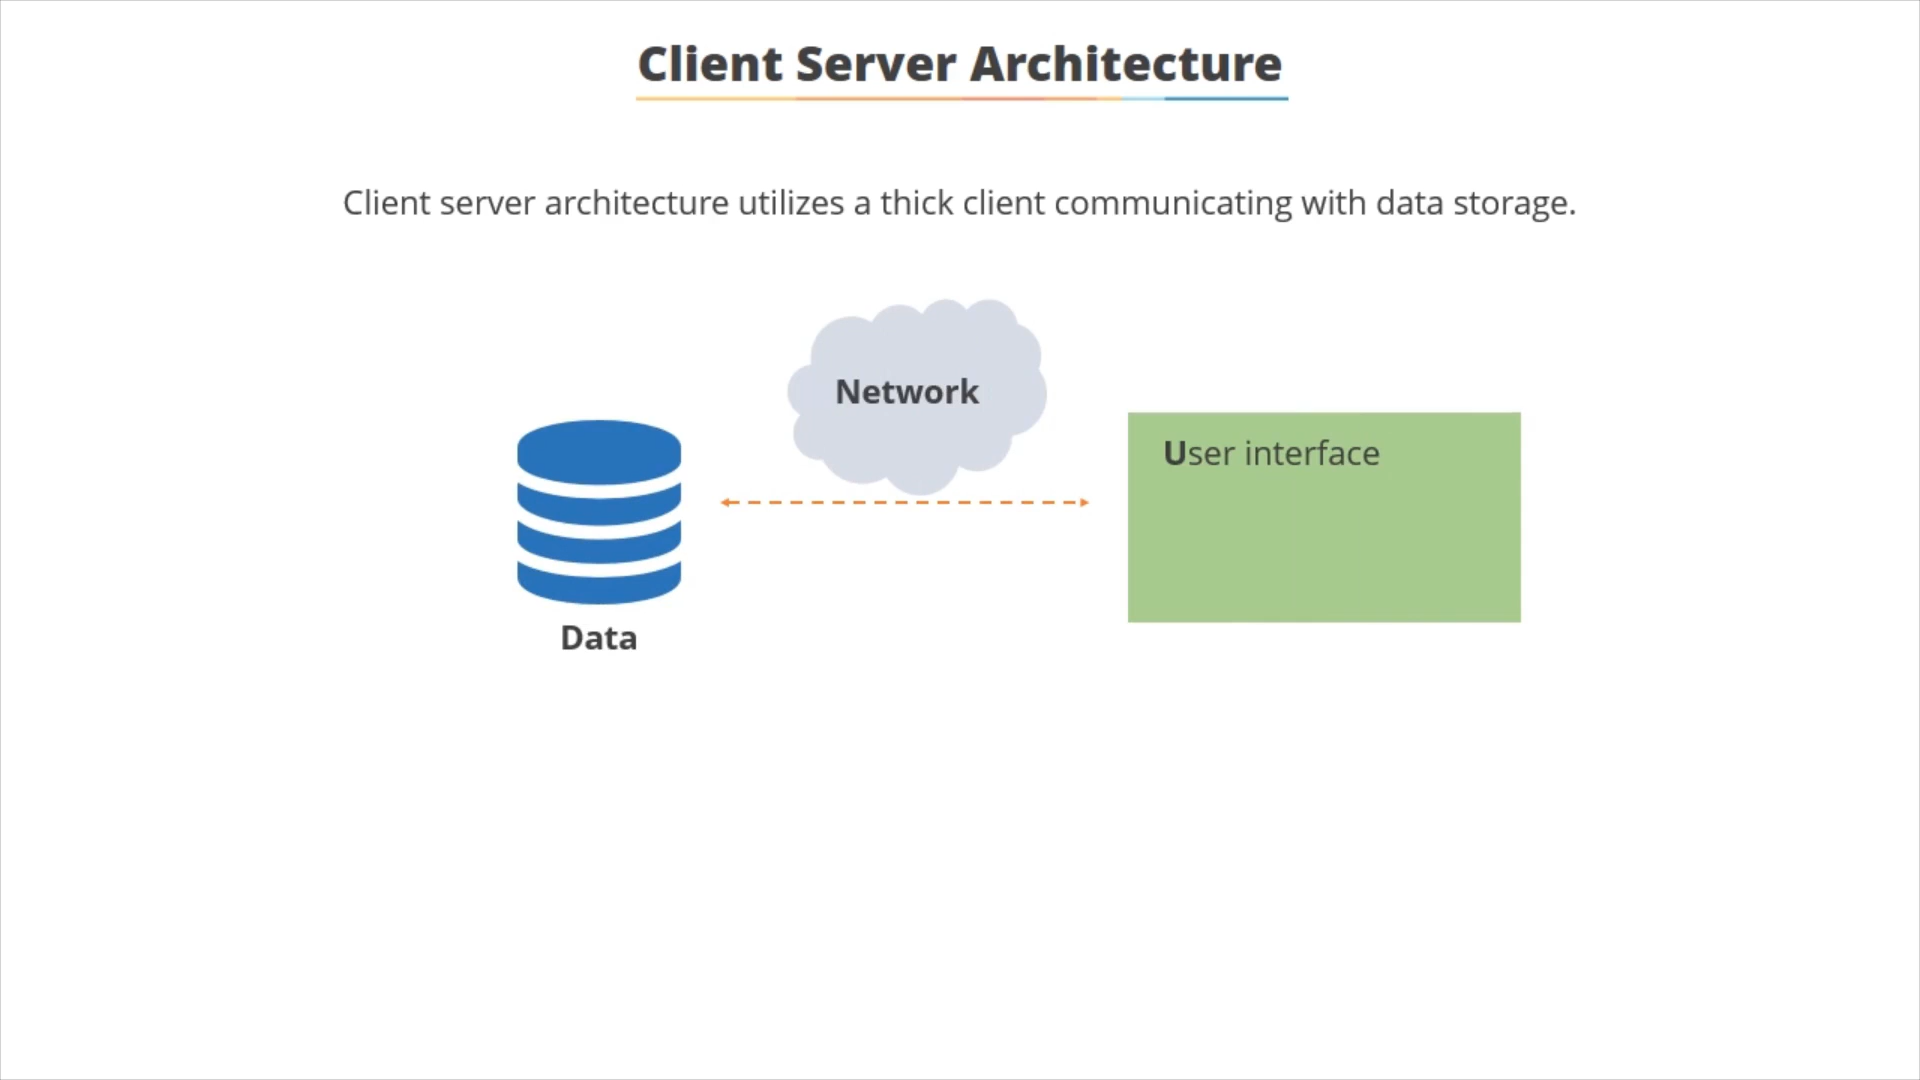 Client Server Architecture
Client server architecture utilizes a thick client communicating with data storage.
Network
User interface
Data